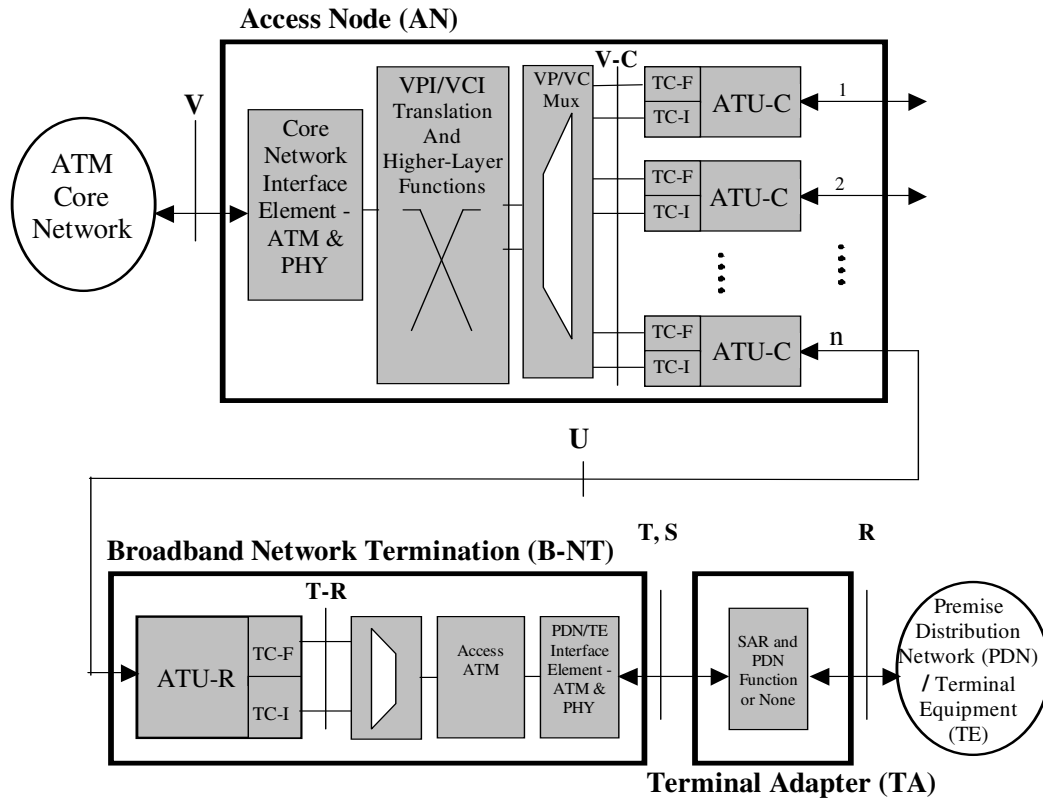 Access Node (AN)
V
ATM
Core
Network
Core
Network
Interface
Element -
ATM &
PHY
VPI/VCI
Translation
And
Higher-Layer
Functions
VP/VC
Mux
V-C
TC-F
TC-I
ATU-C
1
TC-F
TC-I
ATU-C
2
TC-F
TC-I
ATU-C
n
U
Broadband Network Termination (B-NT)
T, S
R
T-R
ATU-R
TC-F
TC-I
Access
ATM
PDN/TE
Interface
Element -
ATM &
PHY
SAR and
PDN
Function
or None
Premise
Distribution
Network (PDN)
/ Terminal
Equipment
(TE)
Terminal Adapter (TA)